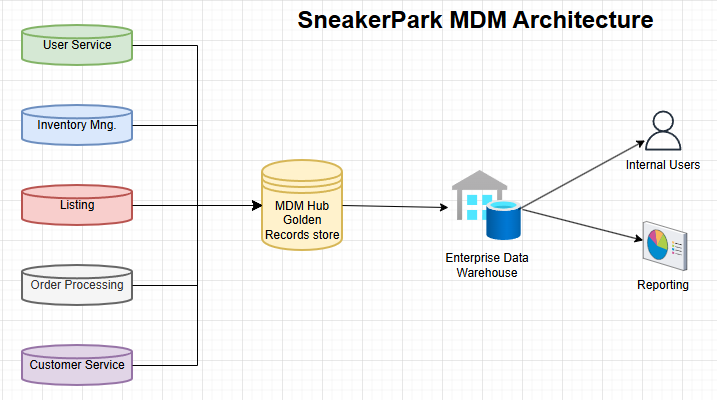 SneakerPark MDM Architecture
User Service
Inventory Mng.
Listing
Order Processing
Customer Service
MDM Hub
Golden
Records store
Enterprise Data
Warehouse
Internal Users
Reporting